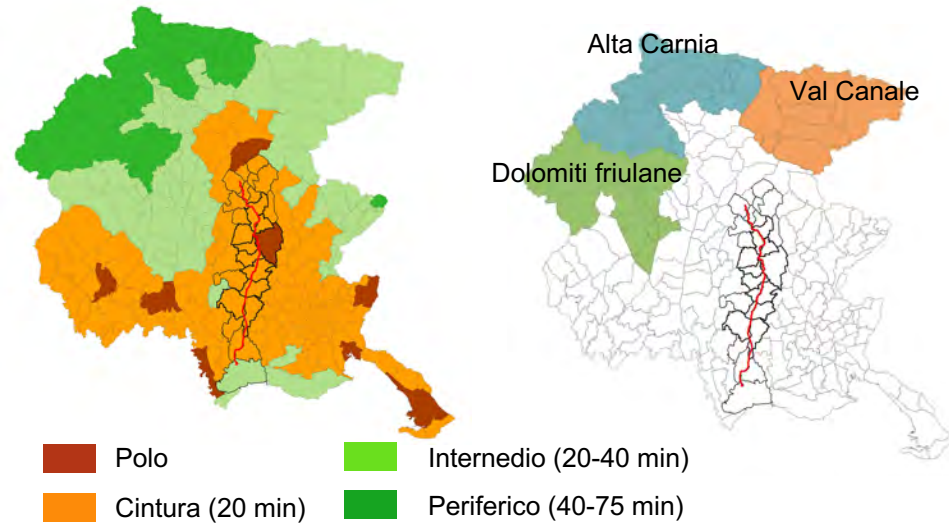 Alta Carnia
Val Canale
Dolomiti friulane
Polo
Internedio (20-40 min)
Cintura (20 min)
Periferico (40-75 min)